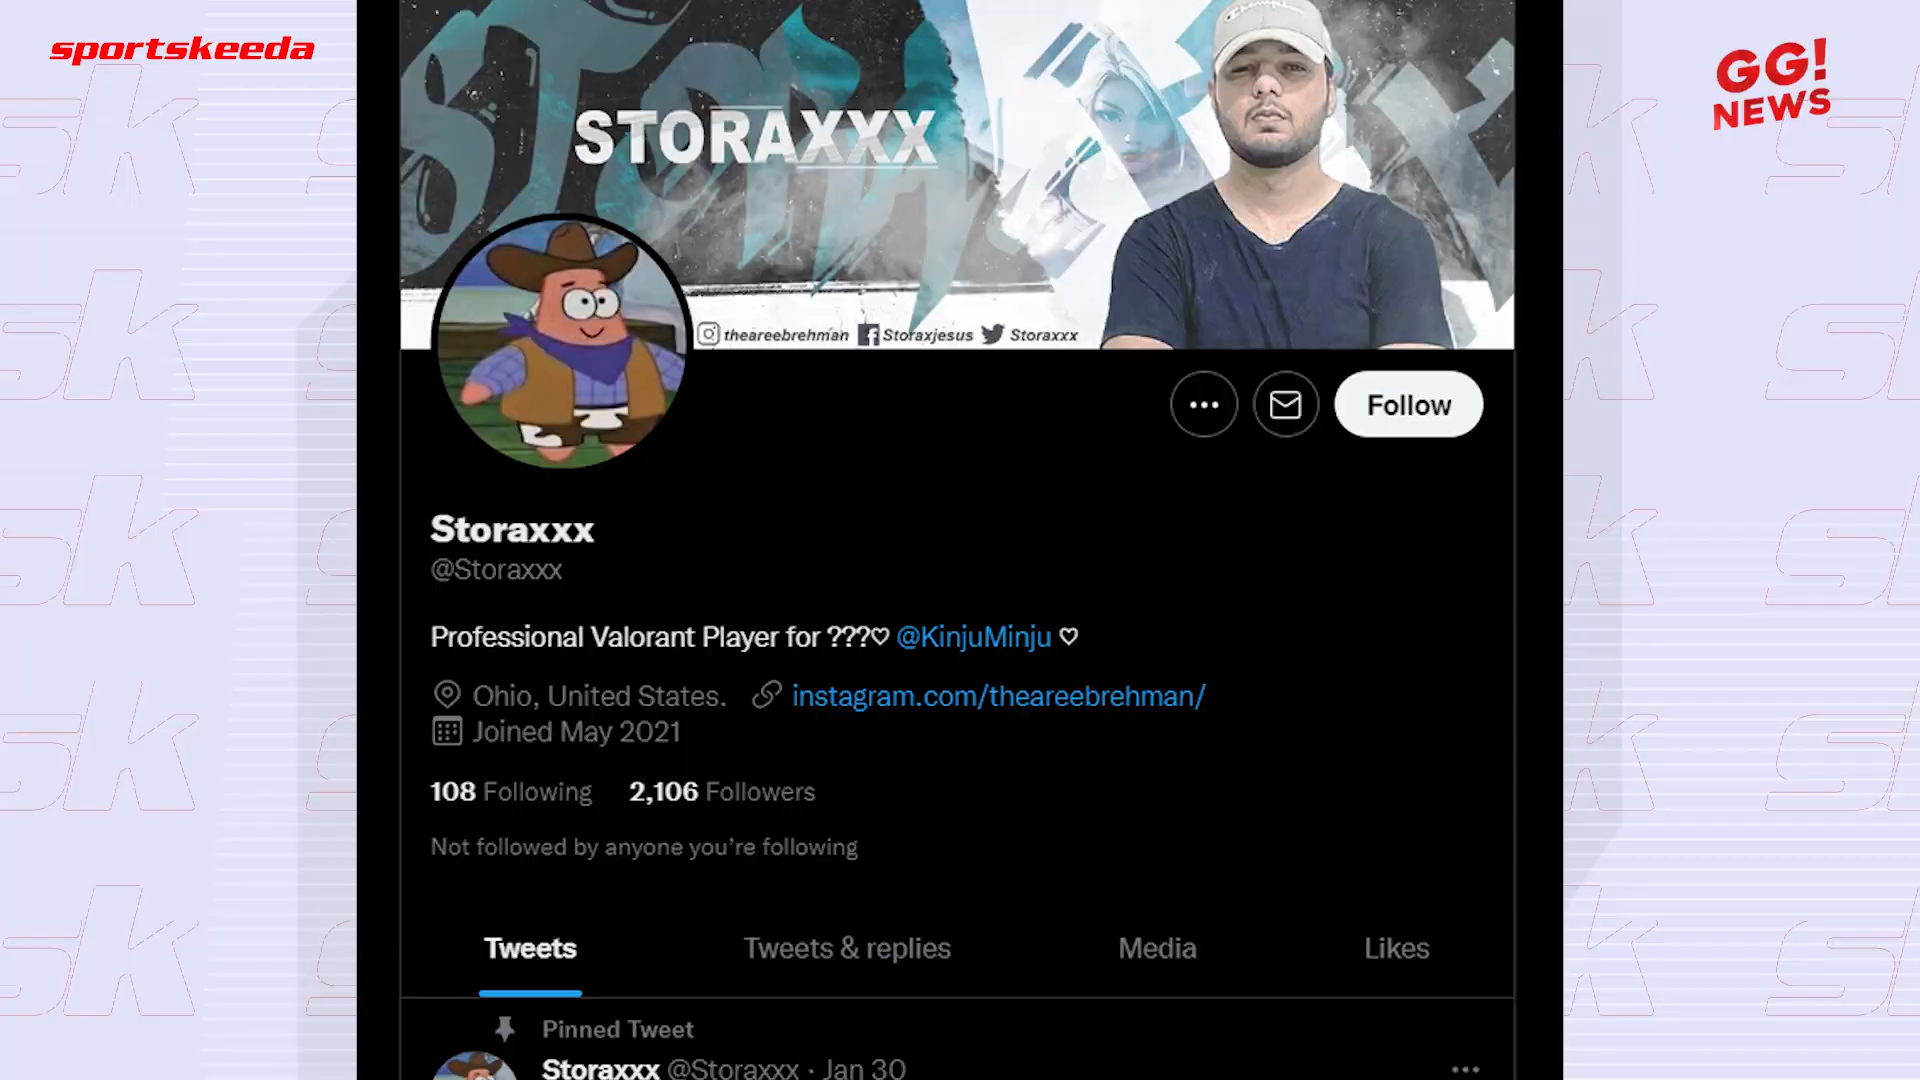 sportskeeda
GG!
NEWS
STORAXXX
theareebrehman Storaxjesus Storaxxx
Follow
Storaxxx
@Storaxxx
Professional Valorant Player for ???♡ @KinjuMinju ♡
Ohio, United States. instagram.com/theareebrehman/
Joined May 2021
108 Following 2,106 Followers
Not followed by anyone you're following
Tweets Tweets & replies Media Likes
Pinned Tweet
Storaxxx @Storaxxx · Jan 30